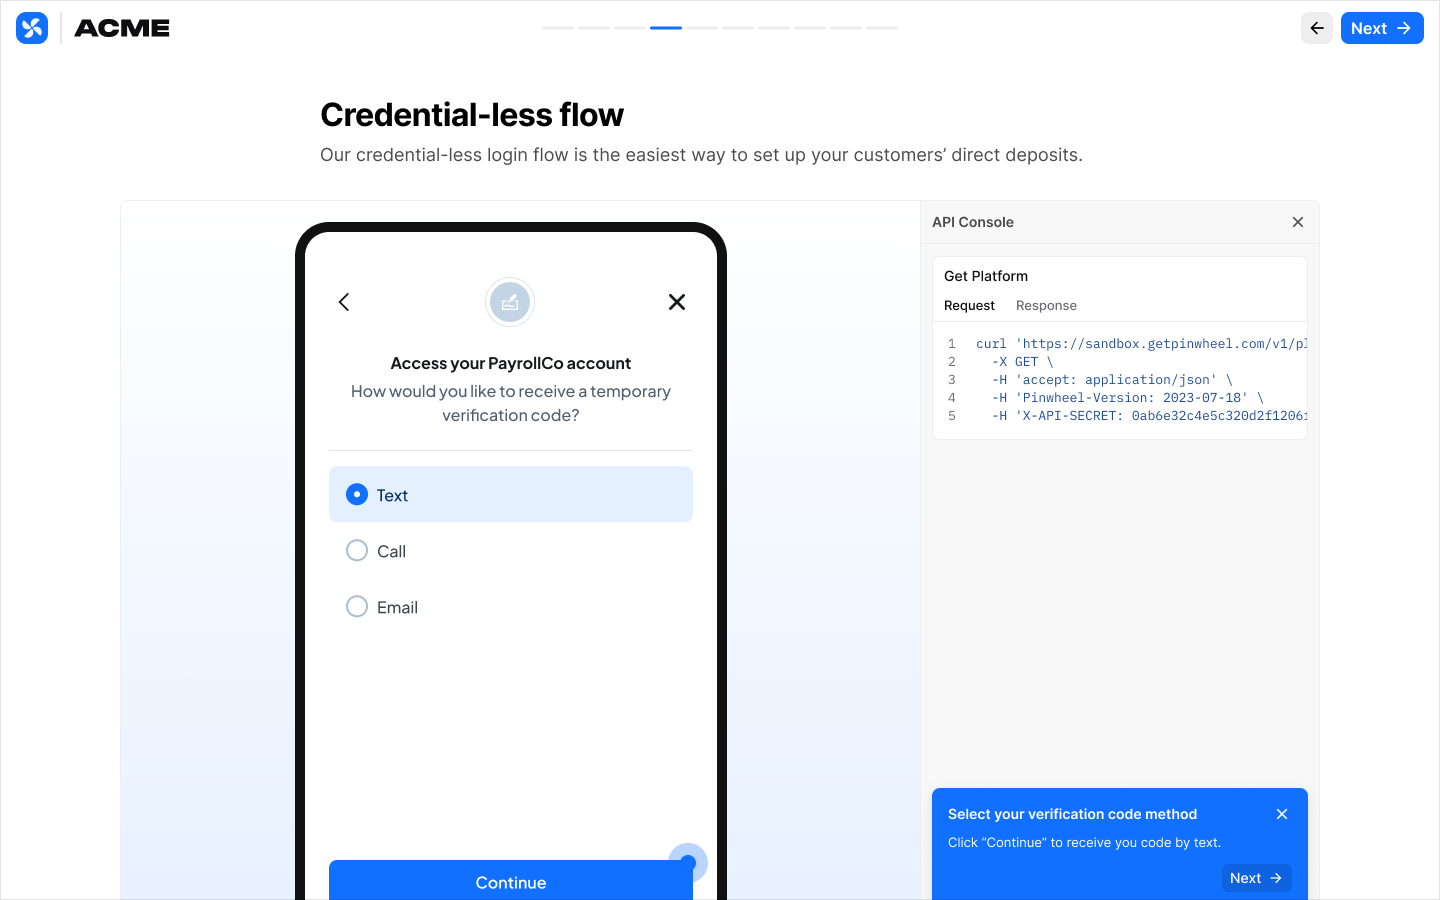 ACME
Next
Credential-less flow
Our credential-less login flow is the easiest way to set up your customers’ direct deposits.
Access your PayrollCo account
How would you like to receive a temporary
verification code?
Text
Call
Email
Continue
API Console
Get Platform
Request Response
1 curl 'https://sandbox.getpinwheel.com/v1/pl
2 -X GET \
3 -H 'accept: application/json' \
4 -H 'Pinwheel-Version: 2023-07-18' \
5 -H 'X-API-SECRET: 0ab6e32c4e5c320d2f1206f
Select your verification code method
Click “Continue” to receive you code by text.
Next